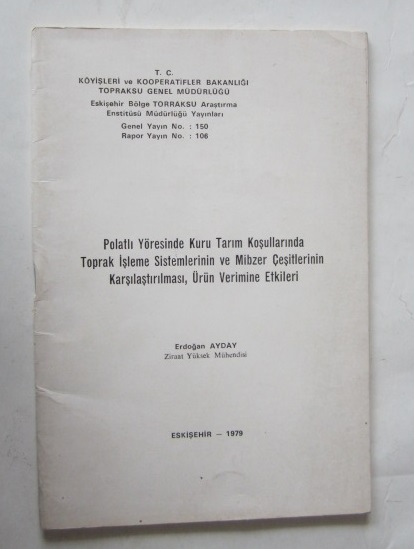 T. C.
KÖYİŞLERİ ve KOOPERATİFLER BAKANLIĞI
TOPRAKSU GENEL MÜDÜRLÜĞÜ
Eskişehir Bölge TORRAKSU Araştırma
Enstitüsü Müdürlüğü Yayınları
Genel Yayın No. : 150
Rapor Yayın No. : 106
Polatlı Yöresinde Kuru Tarım Koşullarında
Toprak İşleme Sistemlerinin ve Mibzer Çeşitlerinin
Karşılaştırılması, Ürün Verimine Etkileri
Erdoğan AYDAY
Ziraat Yüksek Mühendisi
ESKİŞEHİR – 1979